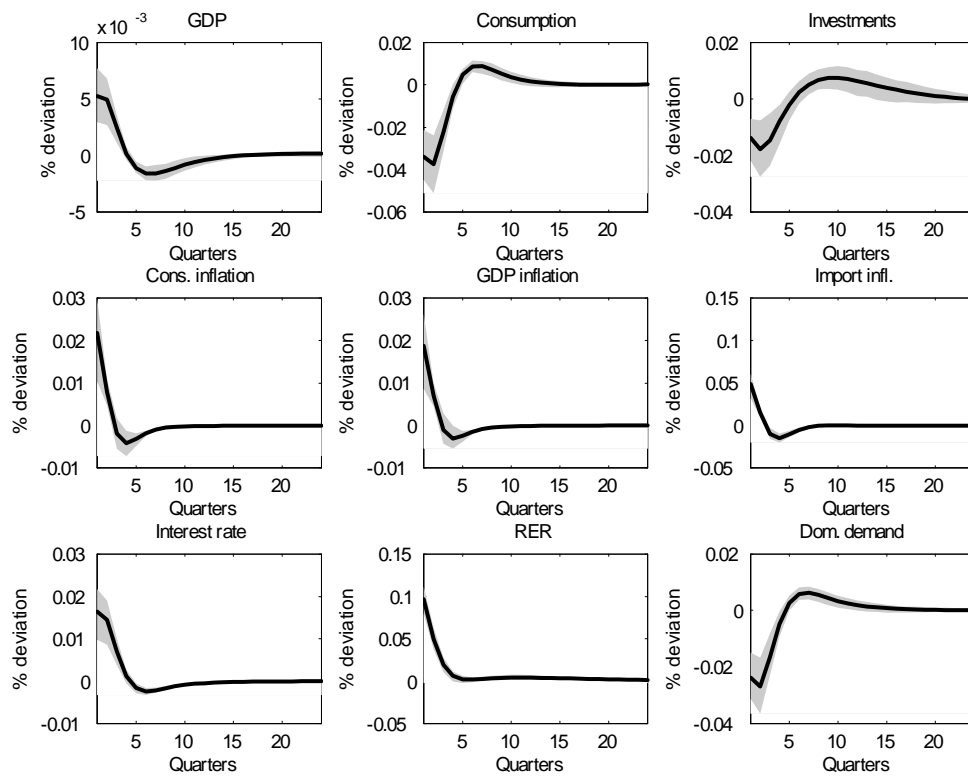 GDP
x 10 -3
10
5
0
-5
% deviation
5 10 15 20
Quarters
Consumption
0.02
0
-0.02
-0.04
-0.06
% deviation
5 10 15 20
Quarters
Investments
0.02
0
-0.02
-0.04
% deviation
5 10 15 20
Quarters
Cons. inflation
0.03
0.02
0.01
0
-0.01
% deviation
5 10 15 20
Quarters
GDP inflation
0.03
0.02
0.01
0
-0.01
% deviation
5 10 15 20
Quarters
Import infl.
0.15
0.1
0.05
0
-0.05
% deviation
5 10 15 20
Quarters
Interest rate
0.03
0.02
0.01
0
-0.01
% deviation
5 10 15 20
Quarters
RER
0.15
0.1
0.05
0
-0.05
% deviation
5 10 15 20
Quarters
Dom. demand
0.02
0
-0.02
-0.04
% deviation
5 10 15 20
Quarters